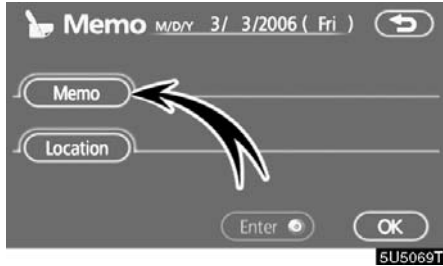 Memo M/D/Y 3/ 3/2006 ( Fri )
Memo
Location
Enter
OK
5U5069T